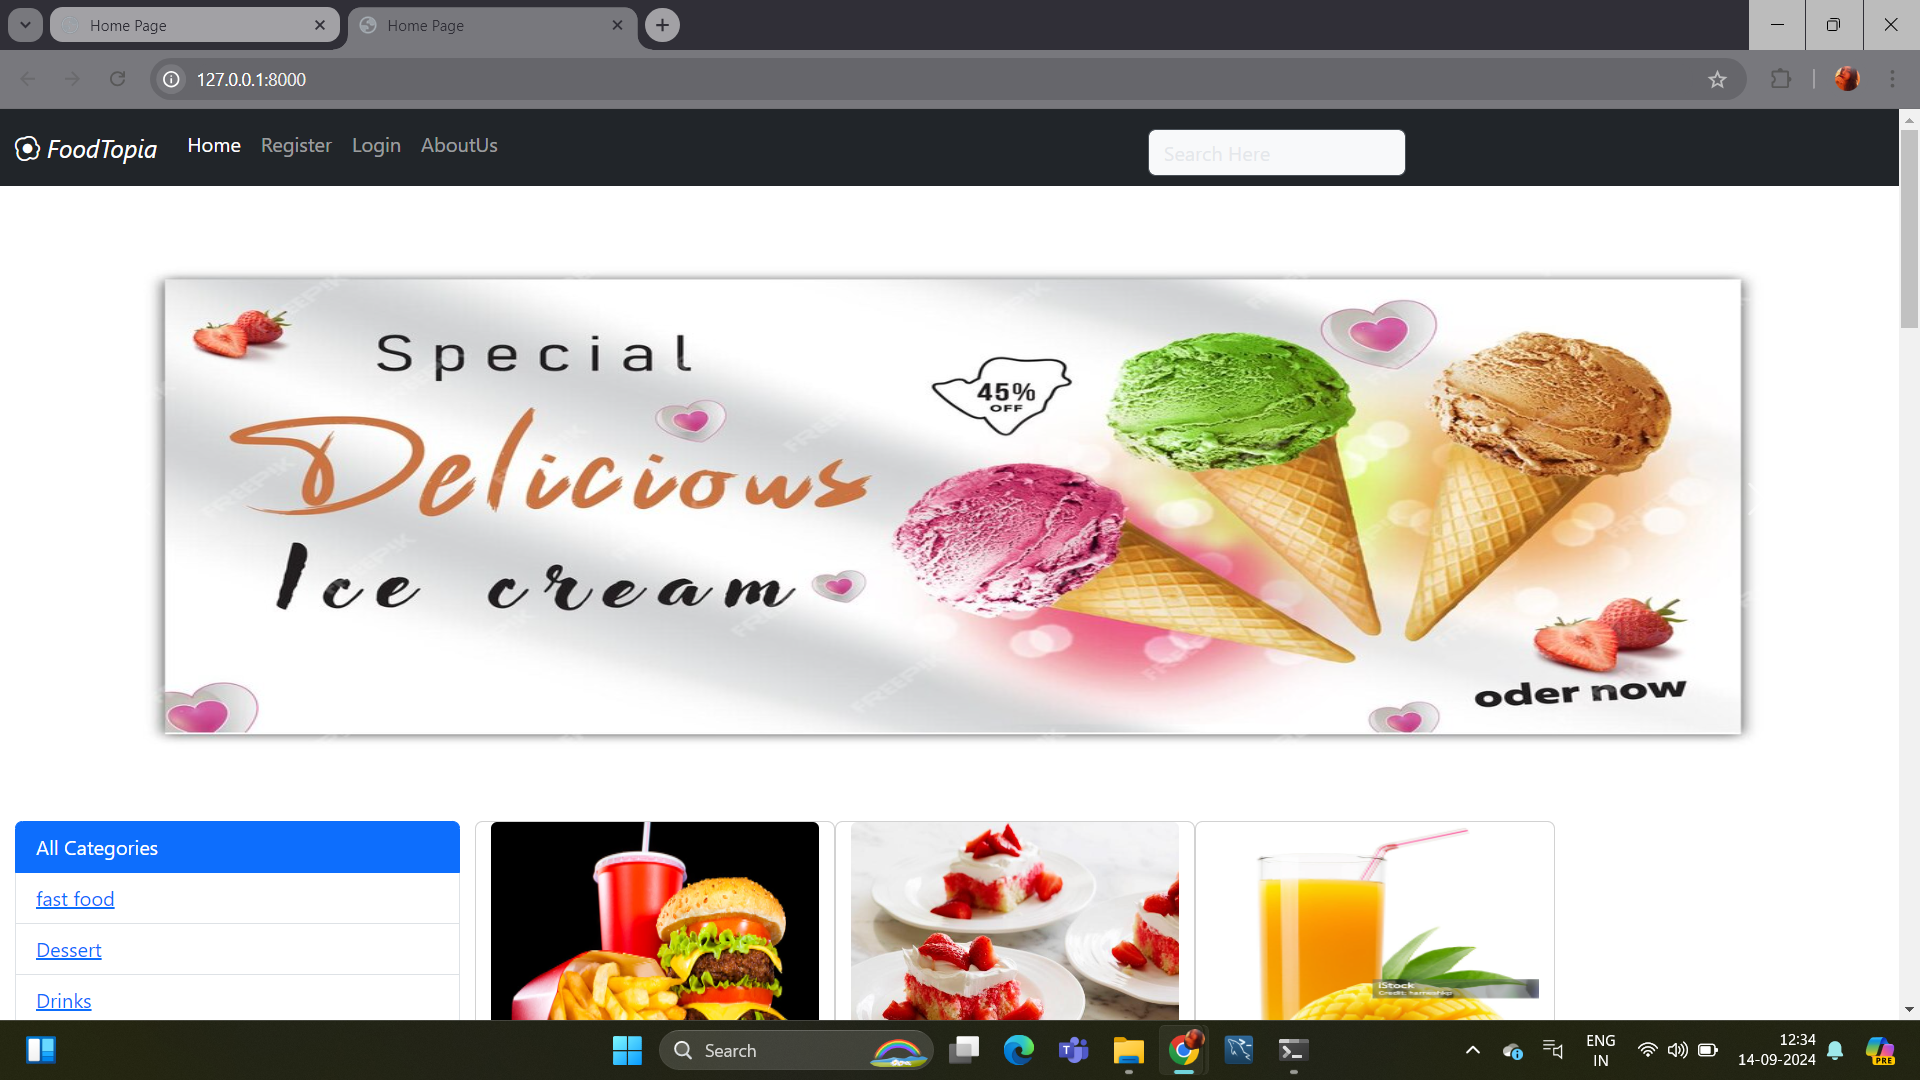 Home Page
Home Page
127.0.0.1:8000
FoodTopia
Home
Register
Login
AboutUs
Search Here
Special
Delicious
Ice cream
45%
OFF
oder now
FREEPIK
All Categories
fast food
Dessert
Drinks
iStock
Search
ENG
IN
12:34
14-09-2024
PRE